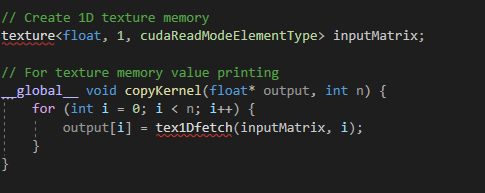 // Create 1D texture memory
texture<float, 1, cudaReadModeElementType> inputMatrix;
// For texture memory value printing
__global__ void copyKernel(float* output, int n) {
for (int i = 0; i < n; i++) {
output[i] = tex1Dfetch(inputMatrix, i);
}
}